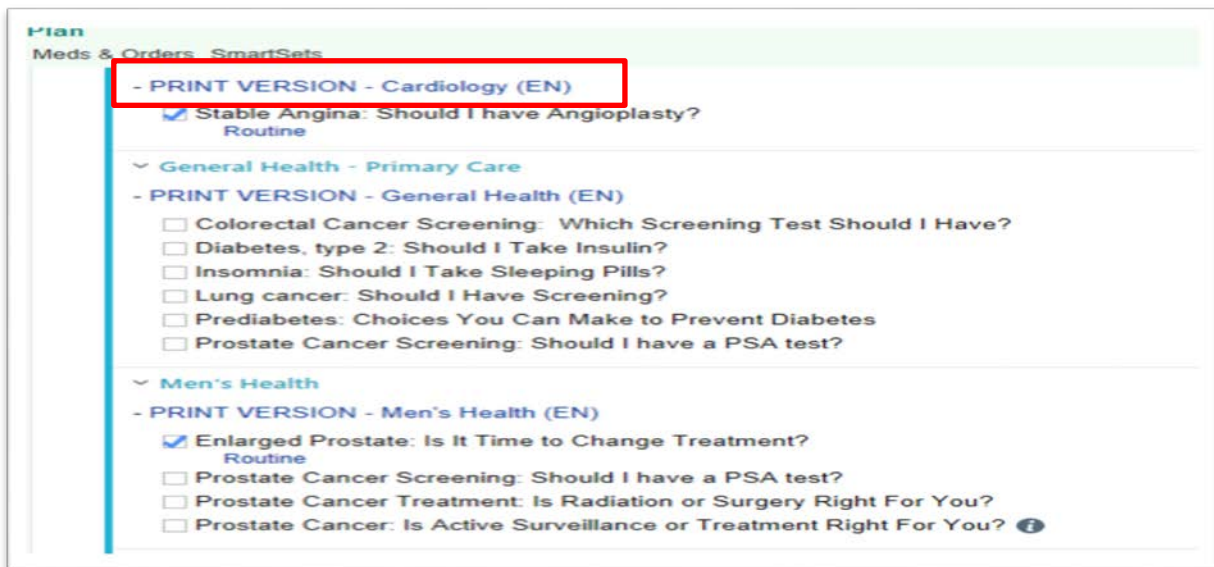 Plan
Meds & Orders SmartSets
- PRINT VERSION - Cardiology (EN)
Stable Angina: Should I have Angioplasty?
Routine
General Health - Primary Care
- PRINT VERSION - General Health (EN)
Colorectal Cancer Screening: Which Screening Test Should I Have?
Diabetes, type 2: Should I Take Insulin?
Insomnia: Should I Take Sleeping Pills?
Lung cancer: Should I Have Screening?
Prediabetes: Choices You Can Make to Prevent Diabetes
Prostate Cancer Screening: Should I have a PSA test?
Men's Health
- PRINT VERSION - Men's Health (EN)
Enlarged Prostate: Is It Time to Change Treatment?
Routine
Prostate Cancer Screening: Should I have a PSA test?
Prostate Cancer Treatment: Is Radiation or Surgery Right For You?
Prostate Cancer: Is Active Surveillance or Treatment Right For You?